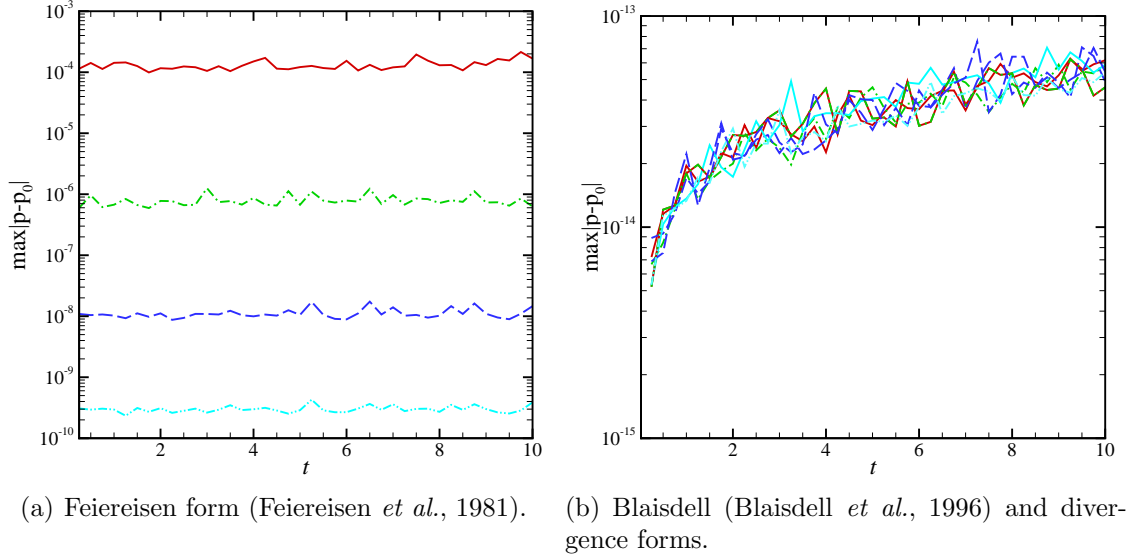 10-3
10-4
10-5
10-6
10-7
10-8
10-9
10-10
max|p-p0|
2 4 6 8 10
t
10-13
10-14
10-15
max|p-p0|
2 4 6 8 10
t
(a) Feiereisen form (Feiereisen et al., 1981).
(b) Blaisdell (Blaisdell et al., 1996) and diver-
gence forms.